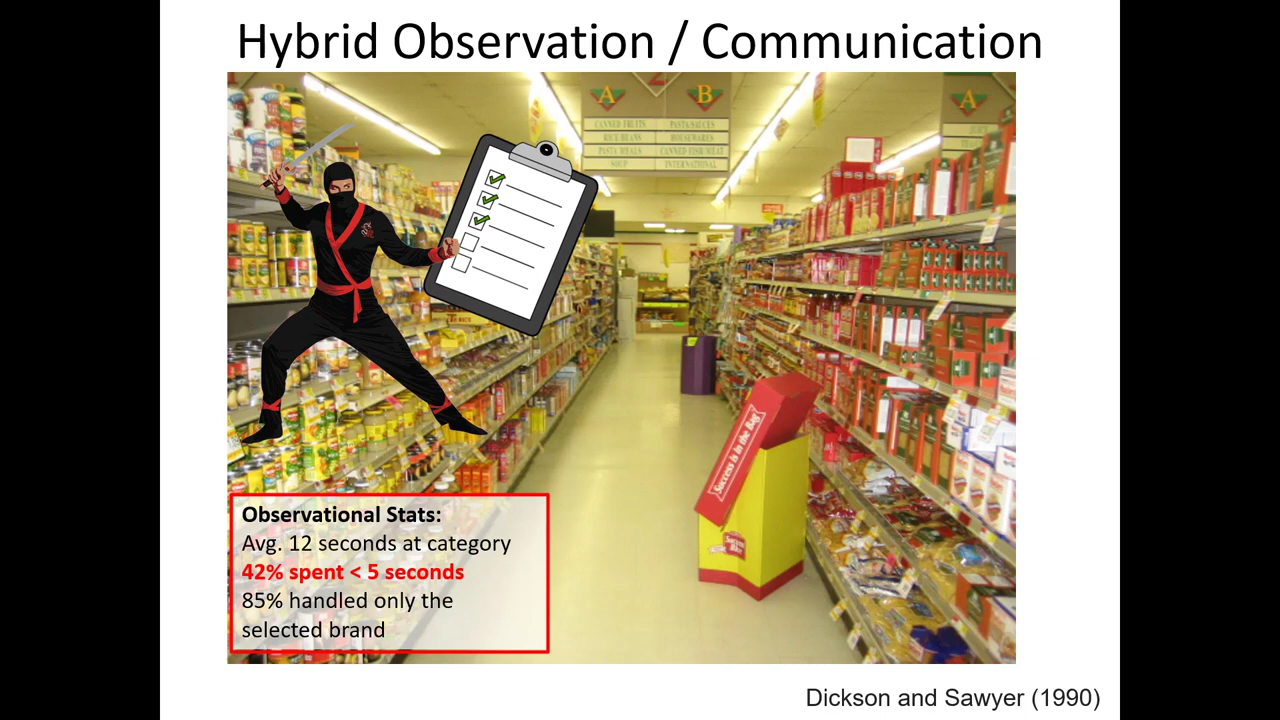 Hybrid Observation / Communication
A
B
A
CANNED FRUITS
PASTA/SAUCES
RICE/BEANS
HOUSEWARES
PASTA MEALS
CANNED FISH/MEAT
SOUP
INTERNATIONAL
Success is in the Bag
Observational Stats:
Avg. 12 seconds at category
42% spent < 5 seconds
85% handled only the
selected brand
Dickson and Sawyer (1990)